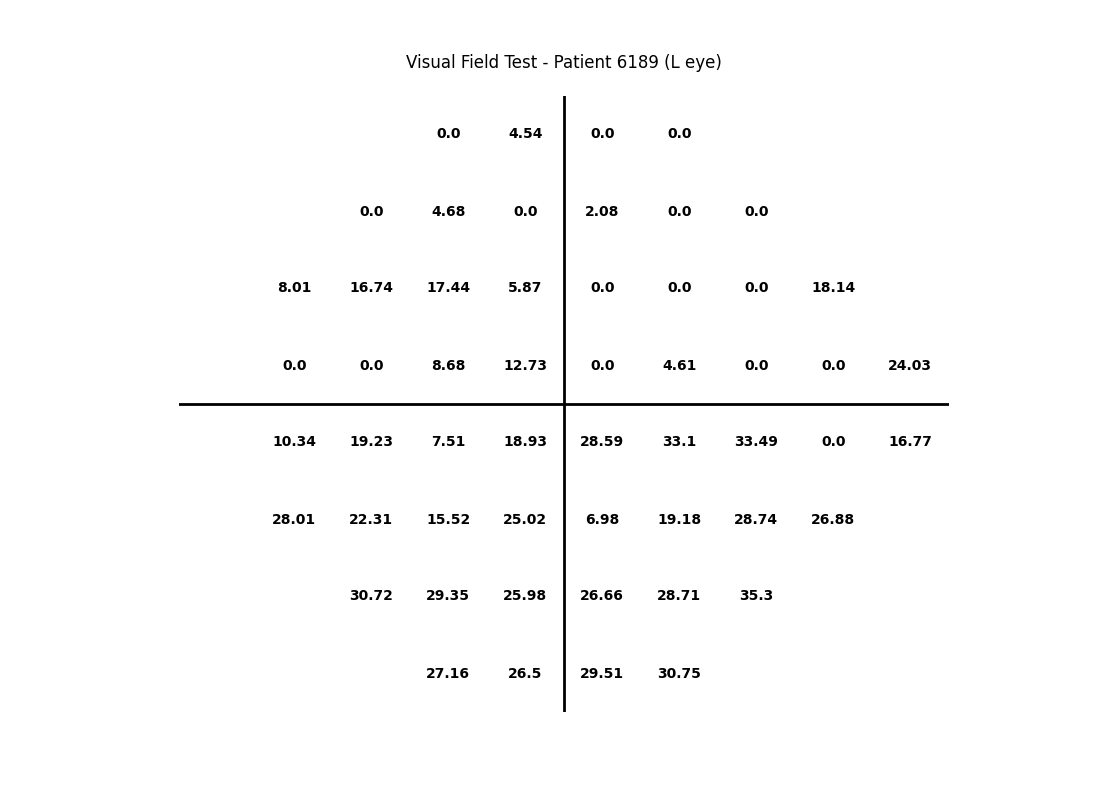 Visual Field Test - Patient 6189 (L eye)
0.0 4.54 0.0 0.0
0.0 4.68 0.0 2.08 0.0 0.0
8.01 16.74 17.44 5.87 0.0 0.0 0.0 18.14
0.0 0.0 8.68 12.73 0.0 4.61 0.0 0.0 24.03
10.34 19.23 7.51 18.93 28.59 33.1 33.49 0.0 16.77
28.01 22.31 15.52 25.02 6.98 19.18 28.74 26.88
30.72 29.35 25.98 26.66 28.71 35.3
27.16 26.5 29.51 30.75